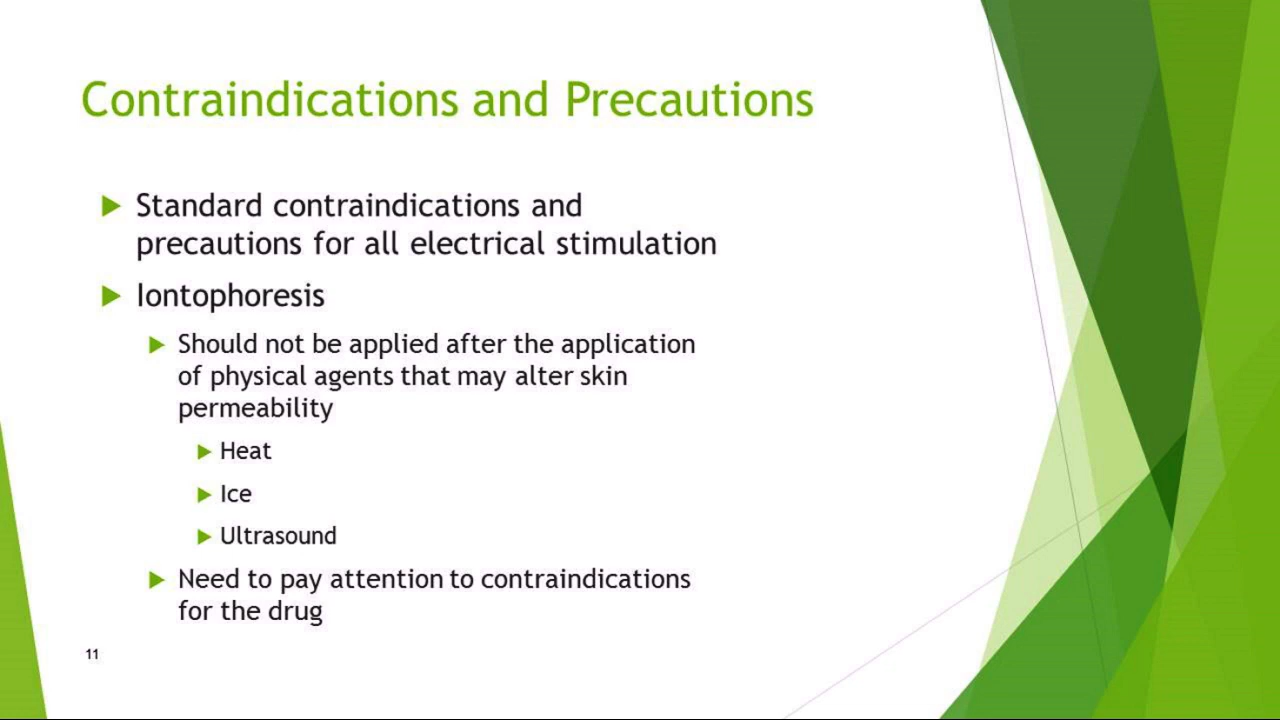 Contraindications and Precautions
Standard contraindications and
precautions for all electrical stimulation
Iontophoresis
Should not be applied after the application
of physical agents that may alter skin
permeability
Heat
Ice
Ultrasound
Need to pay attention to contraindications
for the drug
11